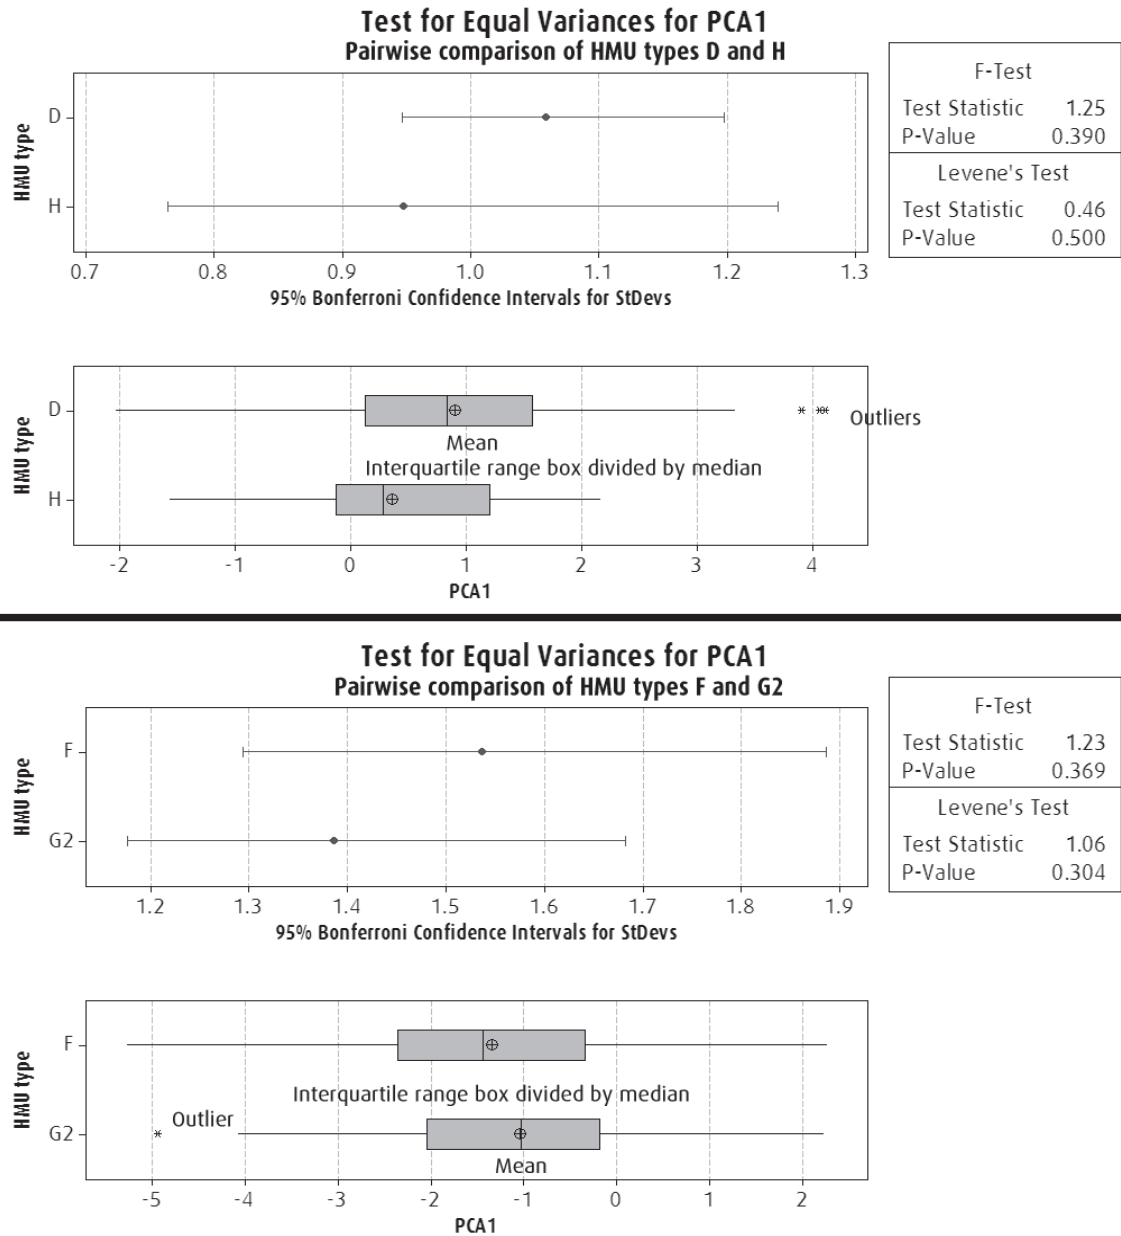 Test for Equal Variances for PCA1
Pairwise comparison of HMU types D and H
F-Test
Test Statistic 1.25
P-Value 0.390
Levene's Test
Test Statistic 0.46
P-Value 0.500
HMU type
D
H
0.7 0.8 0.9 1.0 1.1 1.2 1.3
95% Bonferroni Confidence Intervals for StDevs
HMU type
D
Outliers
Mean
Interquartile range box divided by median
H
-2 -1 0 1 2 3 4
PCA1
Test for Equal Variances for PCA1
Pairwise comparison of HMU types F and G2
F-Test
Test Statistic 1.23
P-Value 0.369
Levene's Test
Test Statistic 1.06
P-Value 0.304
HMU type
F
G2
1.2 1.3 1.4 1.5 1.6 1.7 1.8 1.9
95% Bonferroni Confidence Intervals for StDevs
HMU type
F
Interquartile range box divided by median
Outlier
G2
Mean
-5 -4 -3 -2 -1 0 1 2
PCA1